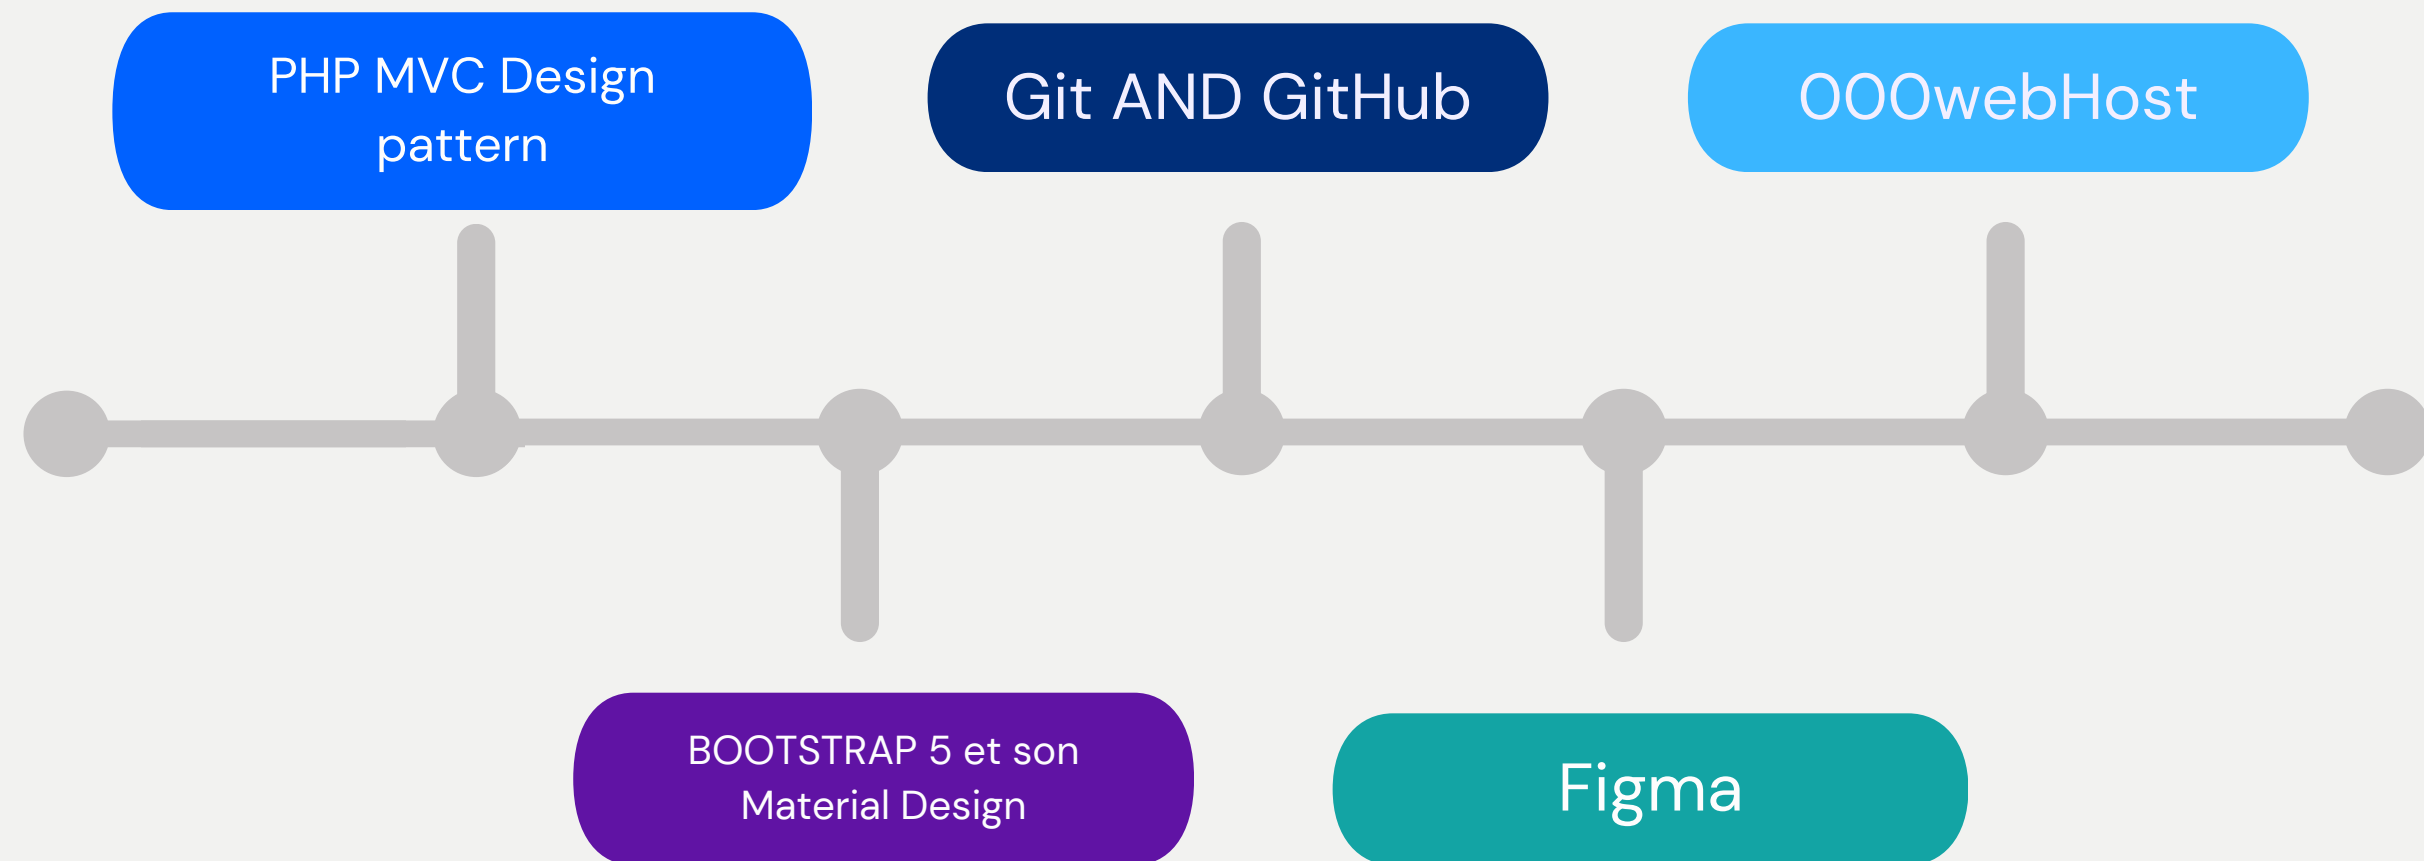 PHP MVC Design
pattern
Git AND GitHub
000webHost
BOOTSTRAP 5 et son
Material Design
Figma